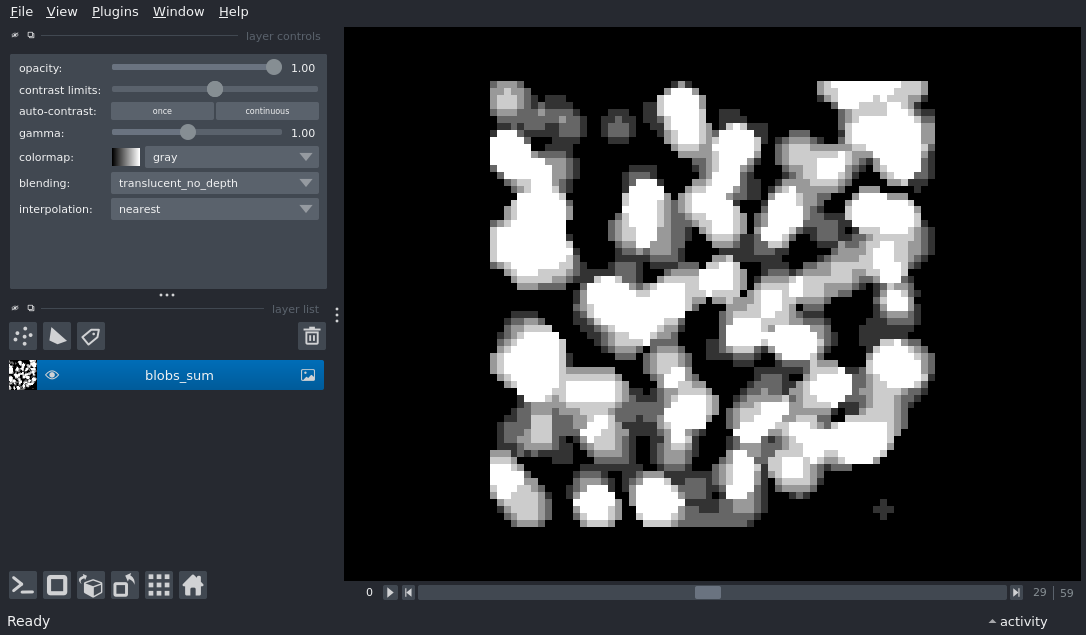 File View Plugins Window Help
layer controls
opacity: 1.00
contrast limits:
auto-contrast: once continuous
gamma: 1.00
colormap: gray
blending: translucent_no_depth
interpolation: nearest
layer list
blobs_sum
0 29 59
Ready activity